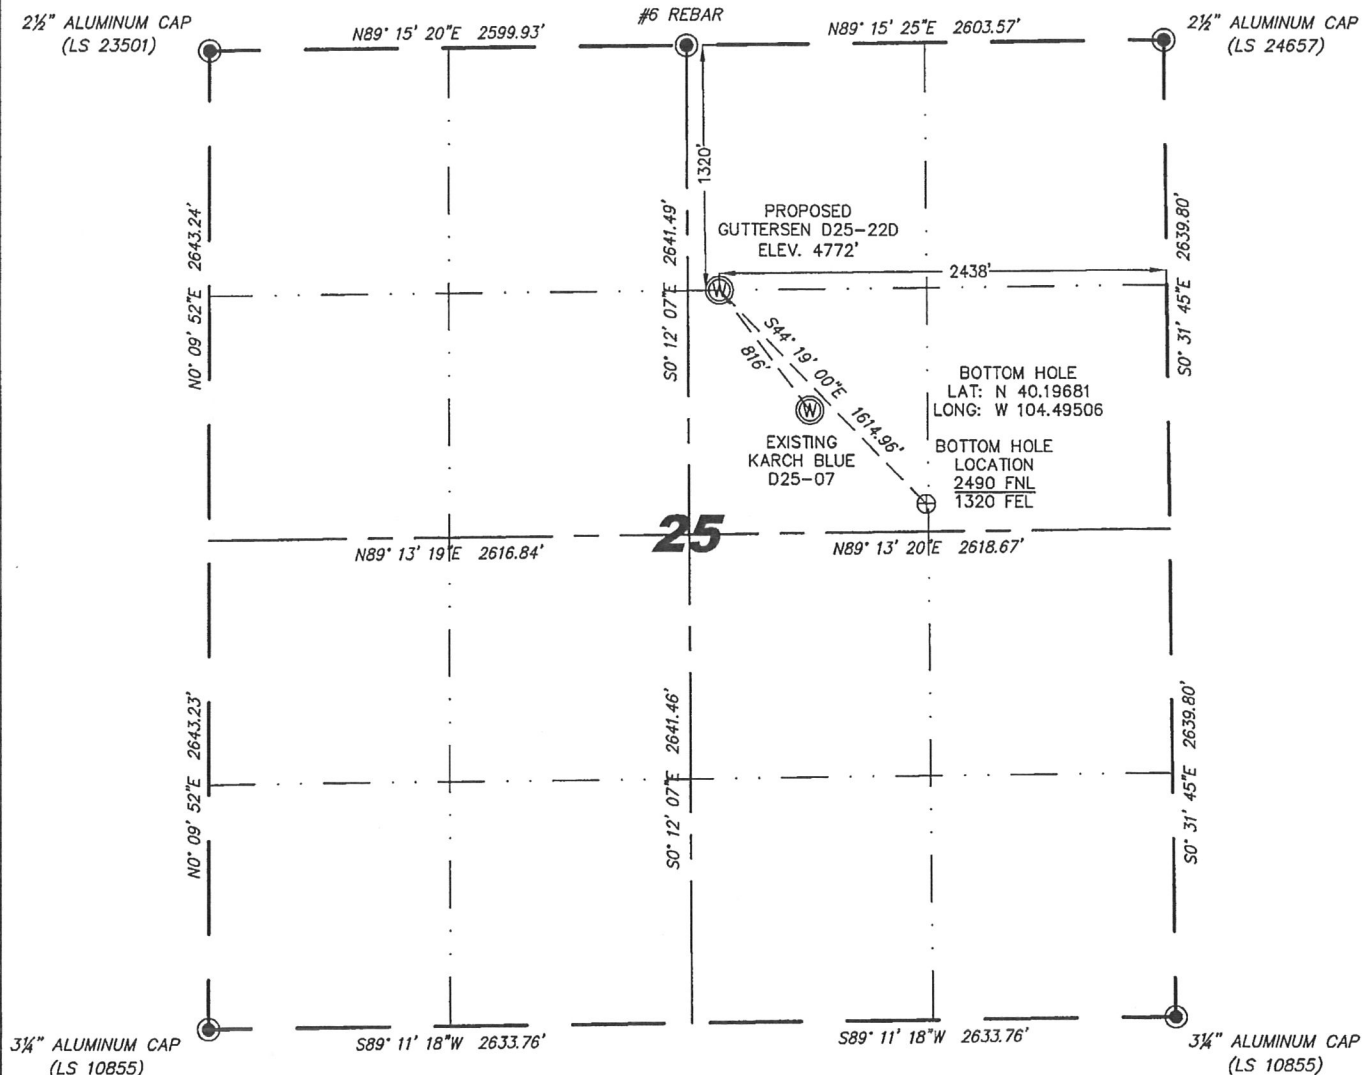 2½" ALUMINUM CAP
(LS 23501)
N89° 15' 20"E 2599.93'
#6 REBAR
N89° 15' 25"E 2603.57'
2½" ALUMINUM CAP
(LS 24657)
1320'
N0° 09' 52"E 2643.24'
S0° 12' 07"E 2641.49'
PROPOSED
GUTTERSEN D25-22D
ELEV. 4772'
2438'
S0° 31' 45"E 2639.80'
W
S44° 19' 00"E 1614.96'
816'
W
EXISTING
KARCH BLUE
D25-07
BOTTOM HOLE
LAT: N 40.19681
LONG: W 104.49506
BOTTOM HOLE
LOCATION
2490 FNL
1320 FEL
25
N89° 13' 19"E 2616.84'
N89° 13' 20"E 2618.67'
N0° 09' 52"E 2643.23'
S0° 12' 07"E 2641.46'
S0° 31' 45"E 2639.80'
3¼" ALUMINUM CAP
(LS 10855)
S89° 11' 18"W 2633.76'
S89° 11' 18"W 2633.76'
3¼" ALUMINUM CAP
(LS 10855)